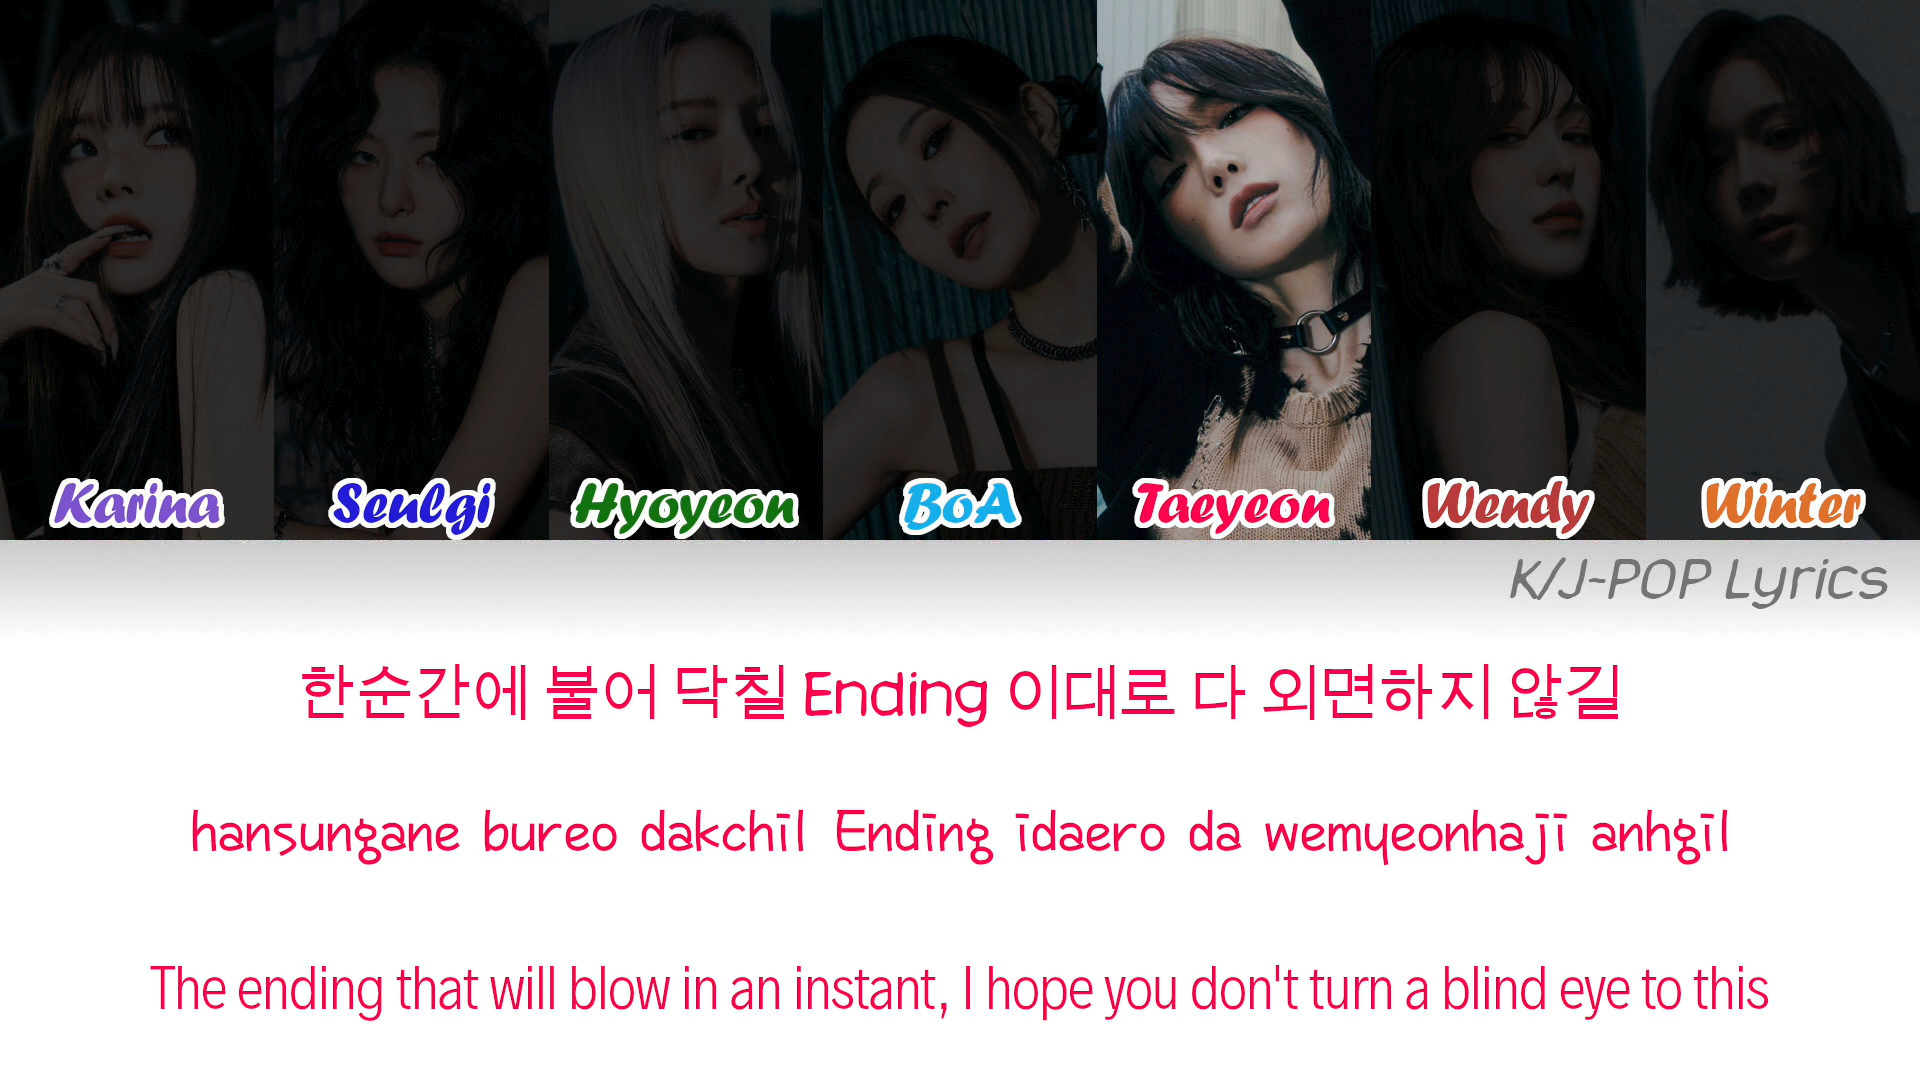 Karina Seulgi Hyoyeon BoA Taeyeon Wendy Winter
K/J-POP Lyrics
한순간에 불어 닥칠 Ending 이대로 다 외면하지 않길
hansungane bureo dakchil Ending idaero da wemyeonhaji anhgil
The ending that will blow in an instant, I hope you don't turn a blind eye to this